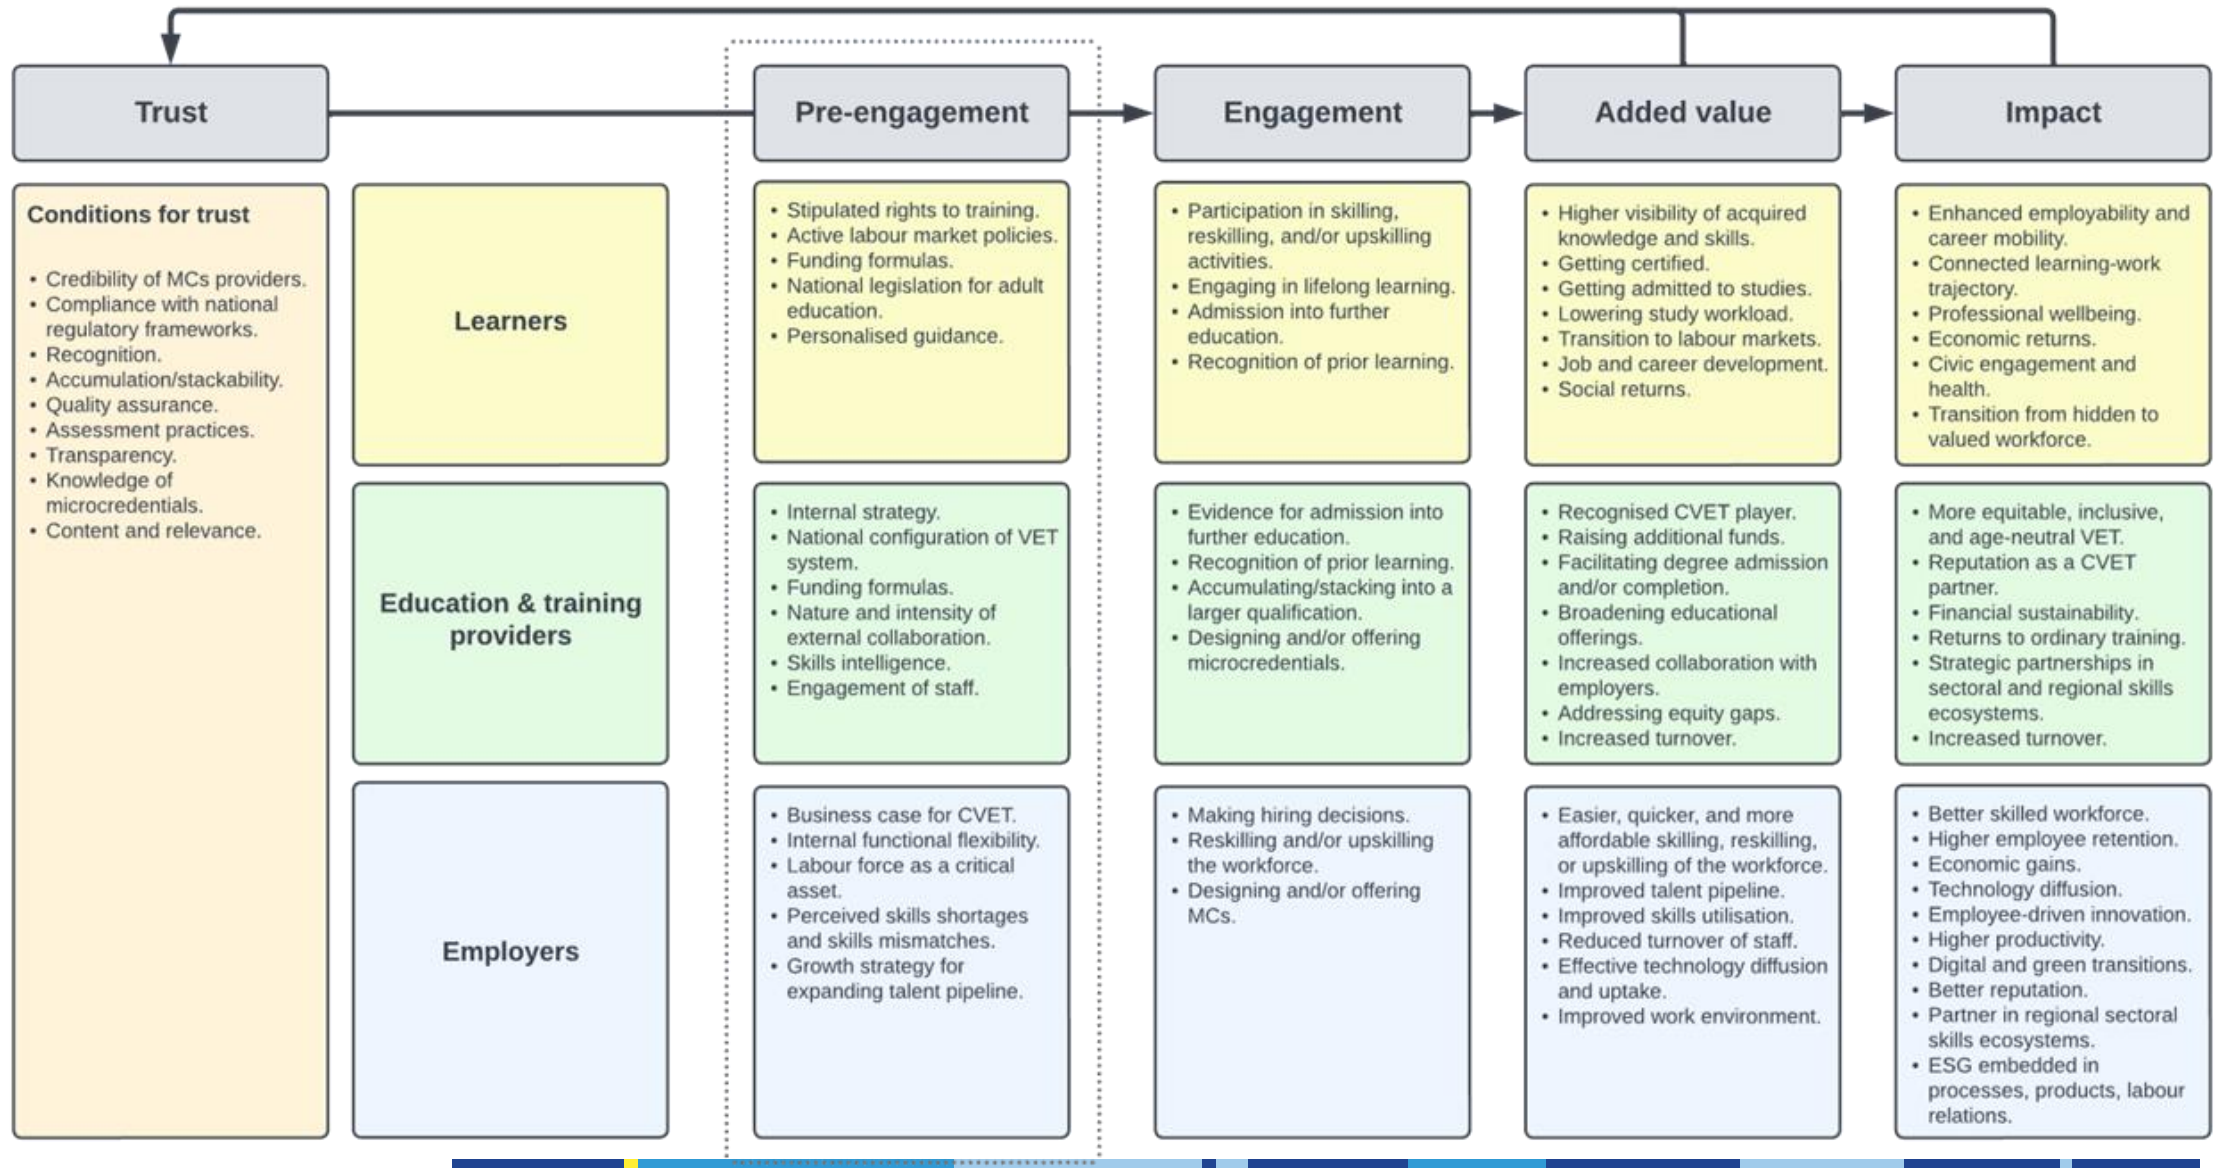 Trust
Pre-engagement
Engagement
Added value
Impact
Conditions for trust
• Credibility of MCs providers.
• Compliance with national
regulatory frameworks.
• Recognition.
• Accumulation/stackability.
• Quality assurance.
• Assessment practices.
• Transparency.
• Knowledge of
microcredentials.
• Content and relevance.
Learners
• Stipulated rights to training.
• Active labour market policies.
• Funding formulas.
• National legislation for adult
education.
• Personalised guidance.
• Participation in skilling,
reskilling, and/or upskilling
activities.
• Engaging in lifelong learning.
• Admission into further
education.
• Recognition of prior learning.
• Higher visibility of acquired
knowledge and skills.
• Getting certified.
• Getting admitted to studies.
• Lowering study workload.
• Transition to labour markets.
• Job and career development.
• Social returns.
• Enhanced employability and
career mobility.
• Connected learning-work
trajectory.
• Professional wellbeing.
• Economic returns.
• Civic engagement and
health.
• Transition from hidden to
valued workforce.
Education & training
providers
• Internal strategy.
• National configuration of VET
system.
• Funding formulas.
• Nature and intensity of
external collaboration.
• Skills intelligence.
• Engagement of staff.
• Evidence for admission into
further education.
• Recognition of prior learning.
• Accumulating/stacking into a
larger qualification.
• Designing and/or offering
microcredentials.
• Recognised CVET player.
• Raising additional funds.
• Facilitating degree admission
and/or completion.
• Broadening educational
offerings.
• Increased collaboration with
employers.
• Addressing equity gaps.
• Increased turnover.
• More equitable, inclusive,
and age-neutral VET.
• Reputation as a CVET
partner.
• Financial sustainability.
• Returns to ordinary training.
• Strategic partnerships in
sectoral and regional skills
ecosystems.
• Increased turnover.
Employers
• Business case for CVET.
• Internal functional flexibility.
• Labour force as a critical
asset.
• Perceived skills shortages
and skills mismatches.
• Growth strategy for
expanding talent pipeline.
• Making hiring decisions.
• Reskilling and/or upskilling
the workforce.
• Designing and/or offering
MCs.
• Easier, quicker, and more
affordable skilling, reskilling,
or upskilling of the workforce.
• Improved talent pipeline.
• Improved skills utilisation.
• Reduced turnover of staff.
• Effective technology diffusion
and uptake.
• Improved work environment.
• Better skilled workforce.
• Higher employee retention.
• Economic gains.
• Technology diffusion.
• Employee-driven innovation.
• Higher productivity.
• Digital and green transitions.
• Better reputation.
• Partner in regional sectoral
skills ecosystems.
• ESG embedded in
processes, products, labour
relations.